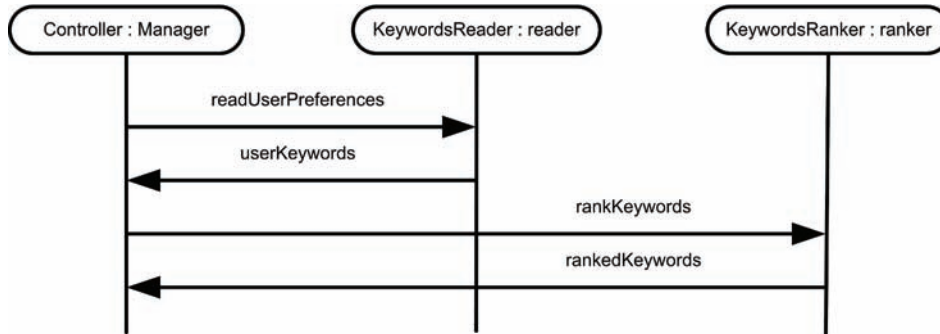 Controller : Manager
KeywordsReader : reader
KeywordsRanker : ranker
readUserPreferences
userKeywords
rankKeywords
rankedKeywords